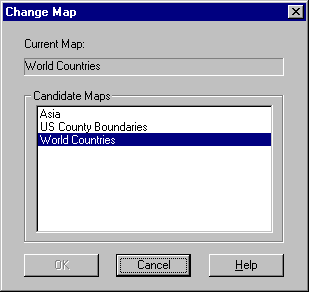 Change Map
Current Map:
World Countries
Candidate Maps
Asia
US County Boundaries
World Countries
OK
Cancel
Help